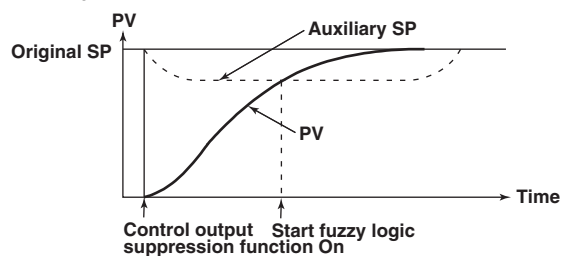 PV
Auxiliary SP
Original SP
PV
Time
Control output
suppression function On
Start fuzzy logic